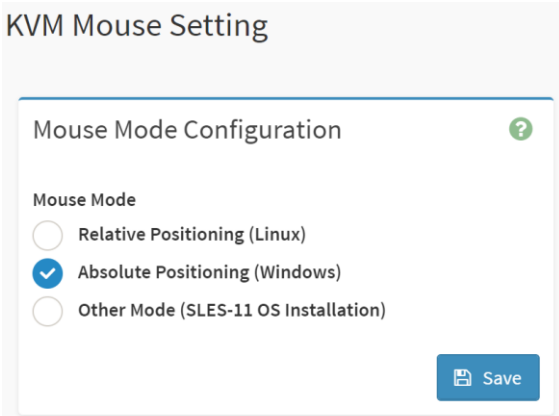 KVM Mouse Setting
Mouse Mode Configuration
Mouse Mode
Relative Positioning (Linux)
Absolute Positioning (Windows)
Other Mode (SLES-11 OS Installation)
Save